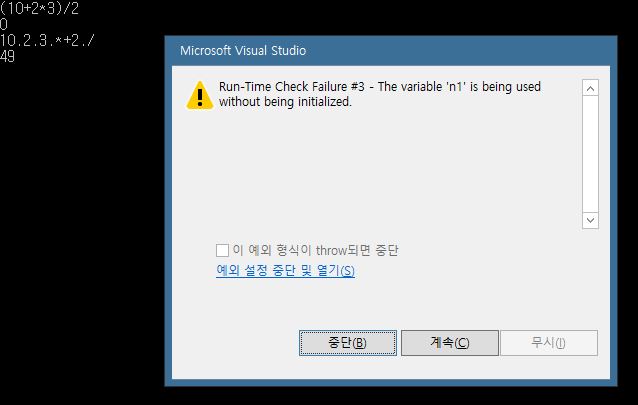 (10+2*3)/2
0
10.2.3.*+2./
49
Microsoft Visual Studio
Run-Time Check Failure #3 - The variable 'n1' is being used
without being initialized.
이 예외 형식이 throw되면 중단
예외 설정 중단 및 열기(S)
중단(B)
계속(C)
무시(I)